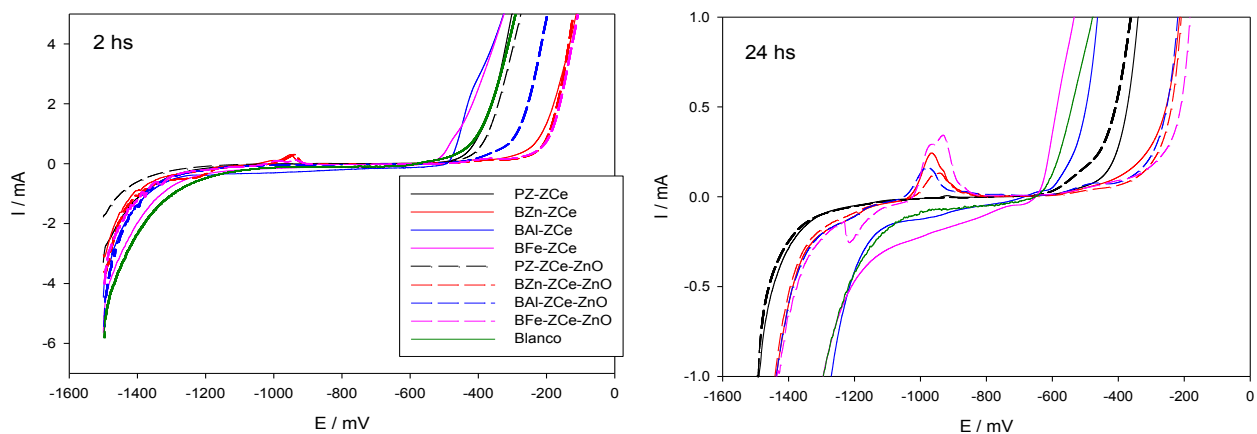 2 hs
I / mA
4
2
0
-2
-4
-6
-1600 -1400 -1200 -1000 -800 -600 -400 -200 0
E / mV
PZ-ZCe
BZn-ZCe
BAl-ZCe
BFe-ZCe
PZ-ZCe-ZnO
BZn-ZCe-ZnO
BAl-ZCe-ZnO
BFe-ZCe-ZnO
Blanco
24 hs
I / mA
1.0
0.5
0.0
-0.5
-1.0
-1600 -1400 -1200 -1000 -800 -600 -400 -200 0
E / mV